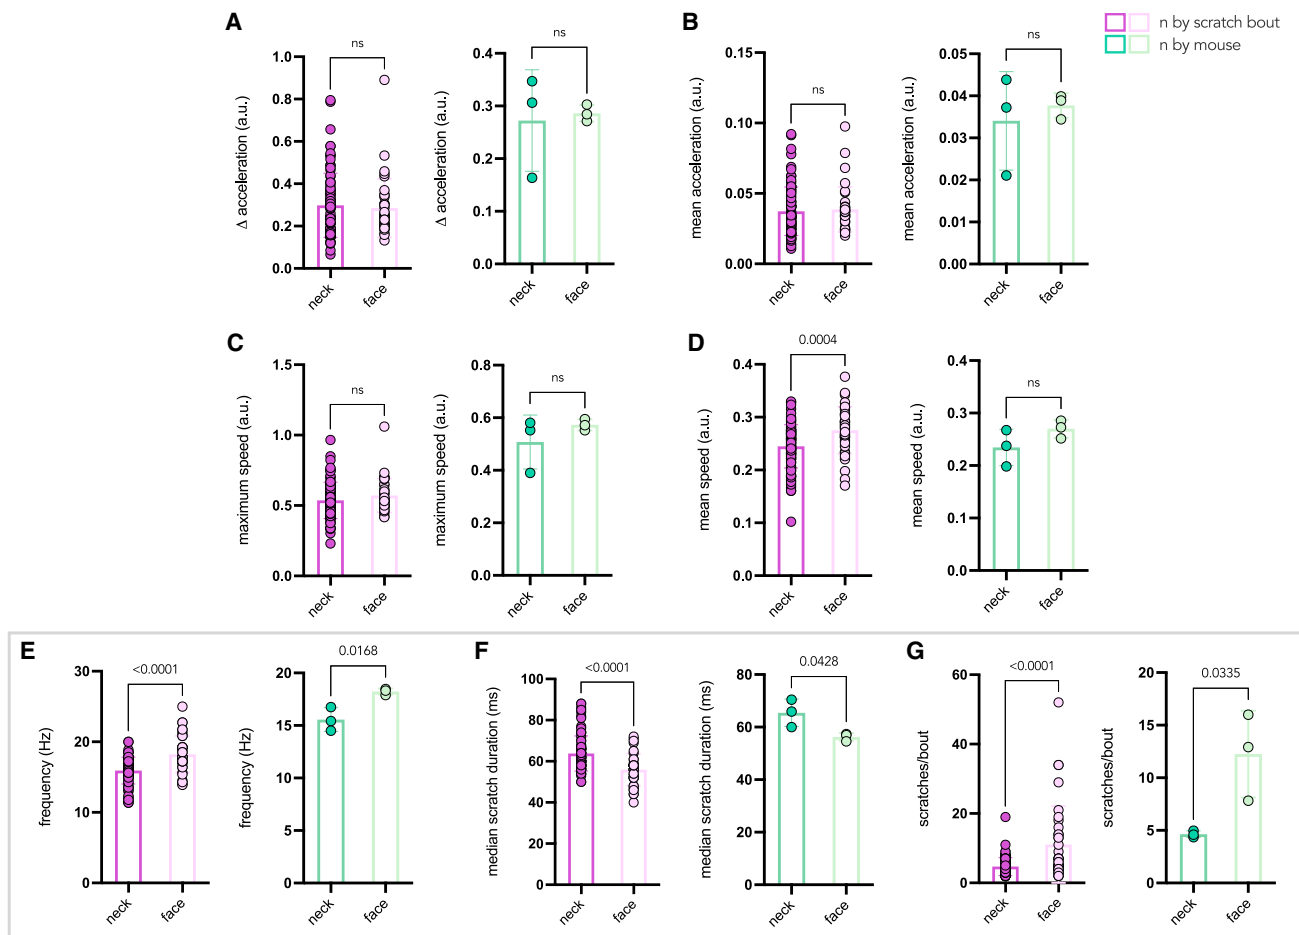 A
B
n by scratch bout
n by mouse
Δ acceleration (a.u.)
1.0
0.8
0.6
0.4
0.2
0.0
ns
neck
face
Δ acceleration (a.u.)
0.4
0.3
0.2
0.1
0.0
ns
neck
face
mean acceleration (a.u.)
0.15
0.10
0.05
0.00
ns
neck
face
mean acceleration (a.u.)
0.05
0.04
0.03
0.02
0.01
0.00
ns
neck
face
C
maximum speed (a.u.)
1.5
1.0
0.5
0.0
ns
neck
face
maximum speed (a.u.)
0.8
0.6
0.4
0.2
0.0
ns
neck
face
D
mean speed (a.u.)
0.4
0.3
0.2
0.1
0.0
0.0004
neck
face
mean speed (a.u.)
0.4
0.3
0.2
0.1
0.0
ns
neck
face
E
frequency (Hz)
30
20
10
0
<0.0001
neck
face
frequency (Hz)
20
15
10
5
0
0.0168
neck
face
F
median scratch duration (ms)
100
80
60
40
20
0
<0.0001
neck
face
median scratch duration (ms)
80
60
40
20
0
0.0428
neck
face
G
scratches/bout
60
40
20
0
<0.0001
neck
face
scratches/bout
20
15
10
5
0
0.0335
neck
face